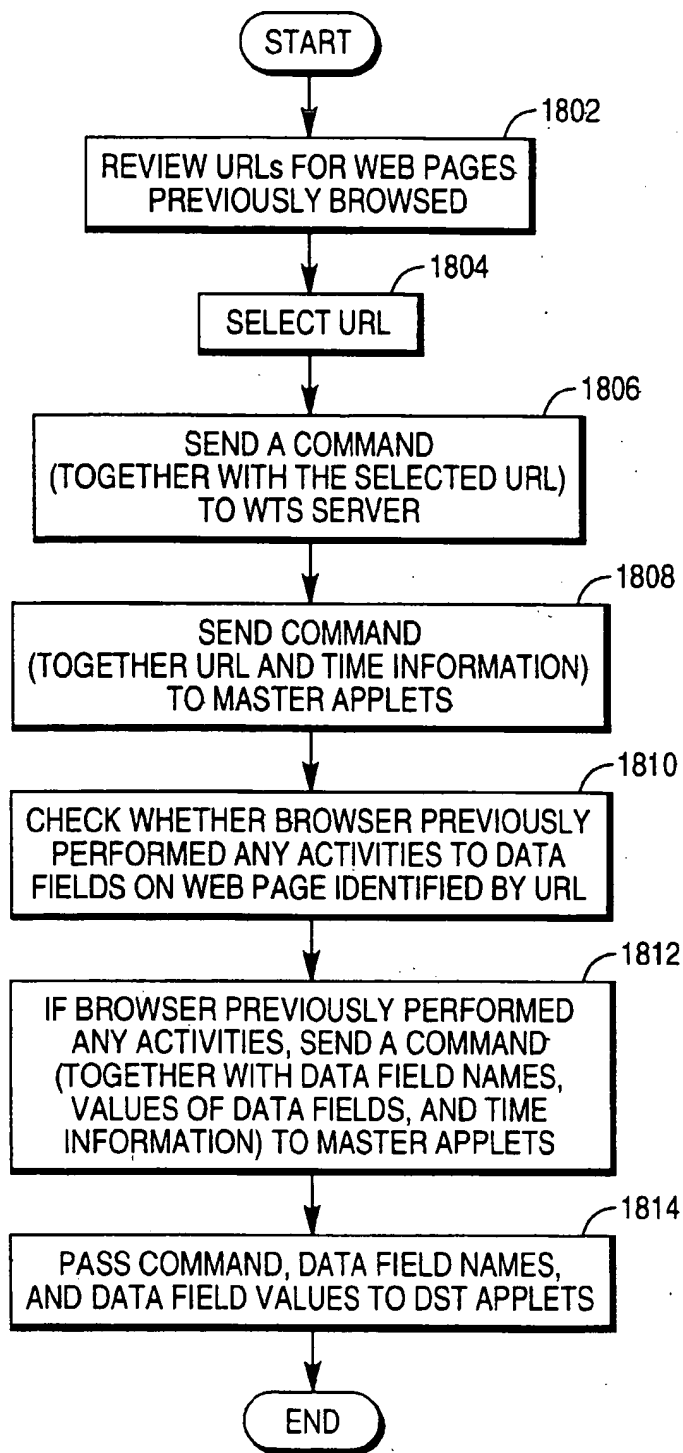 START
1802
REVIEW URLs FOR WEB PAGES
PREVIOUSLY BROWSED
1804
SELECT URL
1806
SEND A COMMAND
(TOGETHER WITH THE SELECTED URL)
TO WTS SERVER
1808
SEND COMMAND
(TOGETHER URL AND TIME INFORMATION)
TO MASTER APPLETS
1810
CHECK WHETHER BROWSER PREVIOUSLY
PERFORMED ANY ACTIVITIES TO DATA
FIELDS ON WEB PAGE IDENTIFIED BY URL
1812
IF BROWSER PREVIOUSLY PERFORMED
ANY ACTIVITIES, SEND A COMMAND
(TOGETHER WITH DATA FIELD NAMES,
VALUES OF DATA FIELDS, AND TIME
INFORMATION) TO MASTER APPLETS
1814
PASS COMMAND, DATA FIELD NAMES,
AND DATA FIELD VALUES TO DST APPLETS
END